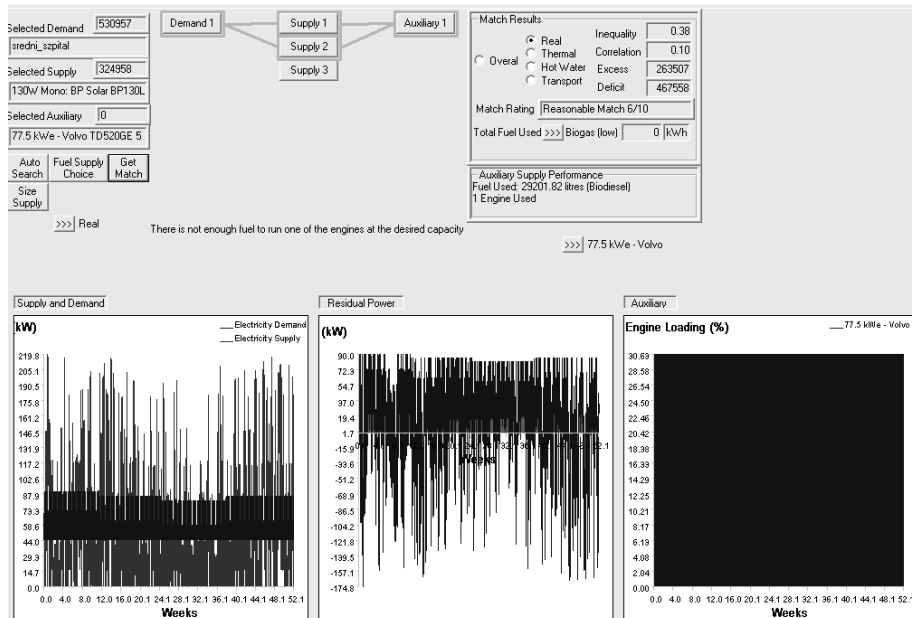 Selected Demand 530957
sredni_szpital
Selected Supply 324958
130W Mono: BP Solar BP130L
Selected Auxiliary 0
77.5 kWe - Volvo TD520GE 5
Auto Search Fuel Supply Choice Get Match
Size Supply
>>> Real
Demand 1 Supply 1 Auxiliary 1
Supply 2
Supply 3
Match Results
Overal
Real
Thermal
Hot Water
Transport
Inequality 0.38
Correlation 0.10
Excess 263507
Deficit 467558
Match Rating Reasonable Match 6/10
Total Fuel Used >>> Biogas (low) 0 kWh
Auxiliary Supply Performance
Fuel Used: 29201.82 litres (Biodiesel)
1 Engine Used
There is not enough fuel to run one of the engines at the desired capacity
>>> 77.5 kWe - Volvo
Supply and Demand
(kW)
Electricity Demand
Electricity Supply
219.8
205.1
190.5
175.8
161.2
146.5
131.9
117.2
102.6
87.9
73.3
58.6
44.0
29.3
14.7
0.00
0.0 4.0 8.0 12.0 16.0 20.0 24.1 28.1 32.1 36.1 40.1 44.1 48.1 52.1
Weeks
Residual Power
(kW)
90.0
72.3
54.7
37.0
19.4
1.7
-15.9
-33.6
-51.2
-68.9
-86.5
-104.2
-121.8
-139.5
-157.1
-174.8
Weeks
Auxiliary
Engine Loading (%)
77.5 kWe - Volvo
30.63
28.58
26.54
24.50
22.46
20.42
18.38
16.33
14.29
12.25
10.21
8.17
6.13
4.08
2.04
0.00
0.0 4.0 8.0 12.0 16.0 20.0 24.1 28.1 32.1 36.1 40.1 44.1 48.1 52.1
Weeks